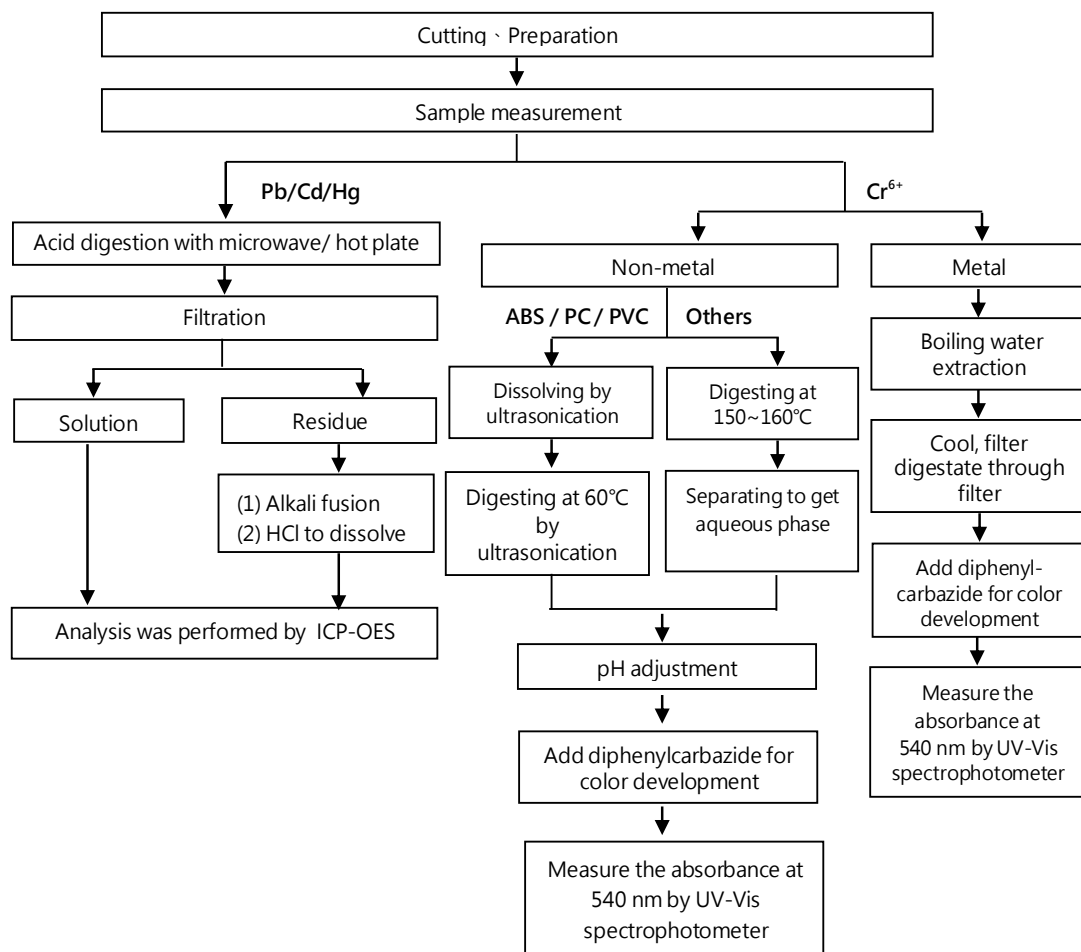 Cutting、Preparation
Sample measurement
Pb/Cd/Hg
Cr⁶⁺
Acid digestion with microwave/ hot plate
Filtration
Solution
Residue
(1) Alkali fusion
(2) HCl to dissolve
Analysis was performed by ICP-OES
Non-metal
ABS / PC / PVC
Others
Dissolving by
ultrasonication
Digesting at 60℃
by
ultrasonication
Digesting at
150~160℃
Separating to get
aqueous phase
pH adjustment
Add diphenylcarbazide for
color development
Measure the absorbance at
540 nm by UV-Vis
spectrophotometer
Metal
Boiling water
extraction
Cool, filter
digestate through
filter
Add diphenyl-
carbazide for color
development
Measure the
absorbance at
540 nm by UV-Vis
spectrophotometer